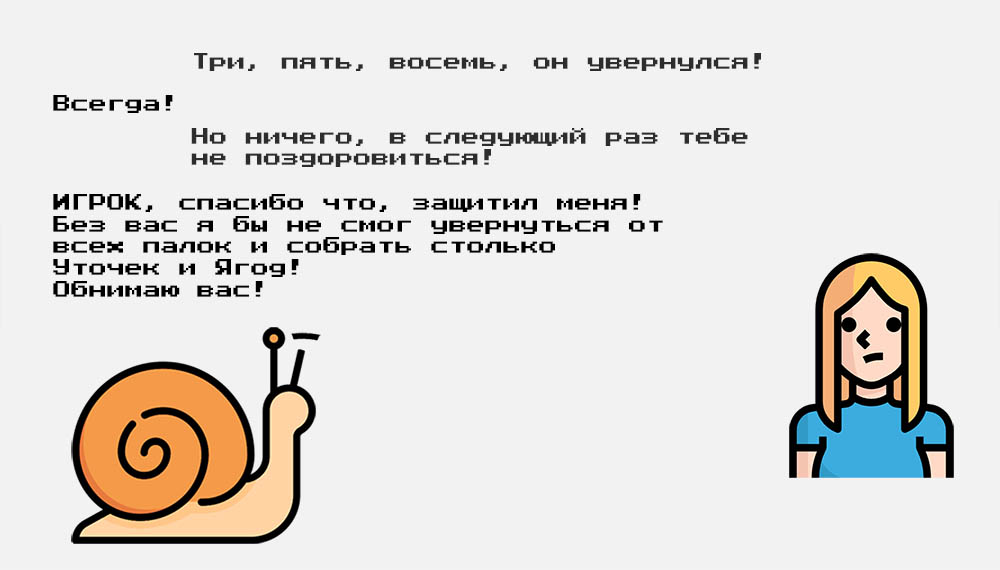 Три, пять, восемь, он увернулся!
Всегда!
Но ничего, в следующий раз тебе
не поздоровиться!
ИГРОК, спасибо что, защитил меня!
Без вас я бы не смог увернуться от
всех палок и собрать столько
Уточек и Ягод!
Обнимаю вас!